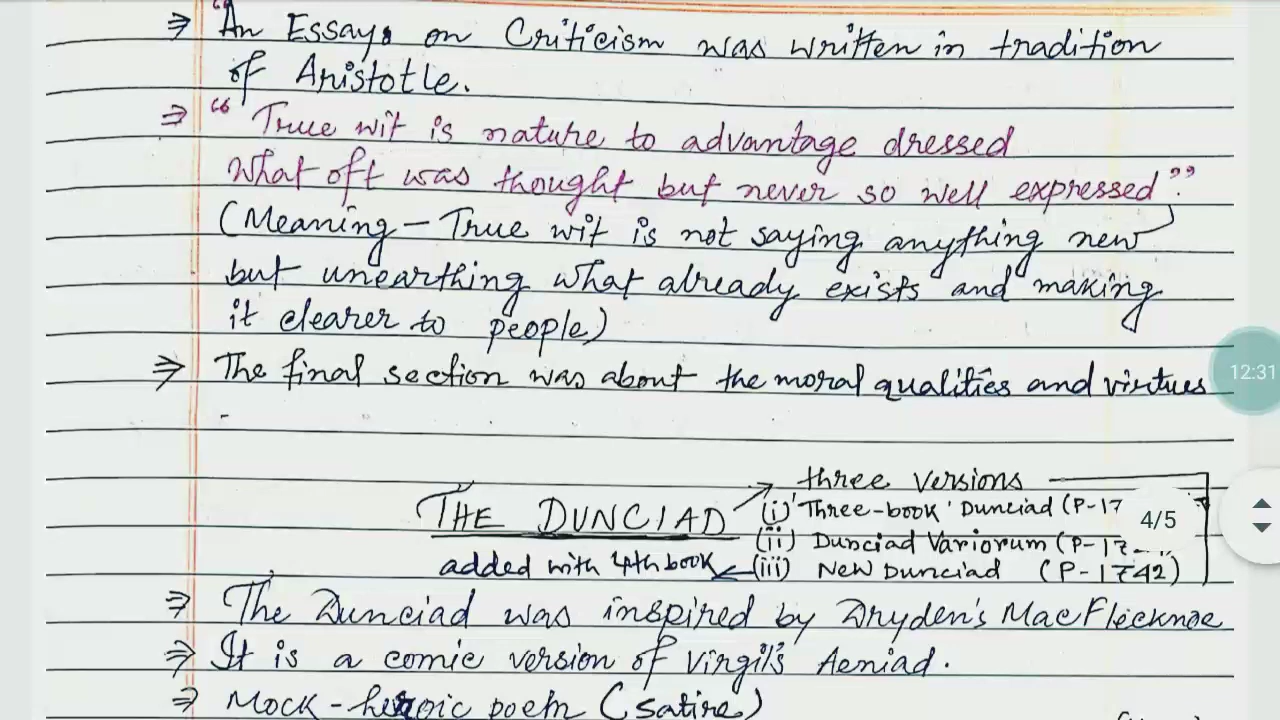 ⇒ "An Essays on Criticism was written in tradition
of Aristotle.
⇒ "True wit is nature to advantage dressed
What oft was thought but never so well expressed".
(Meaning - True wit is not saying anything new
but unearthing what already exists and making
it clearer to people)
⇒ The final section was about the moral qualities and virtues
12:31
three versions
THE DUNCIAD → (i) 'Three-book' Dunciad (P-17
4/5
(ii) Dunciad Variorum (P-17
added with 4th book ← (iii) New Dunciad (P-1742)
⇒ The Dunciad was inspired by Dryden's MacFlecknoe
⇒ It is a comic version of Virgil's Aeniad.
⇒ Mock-heroic poem (satire)